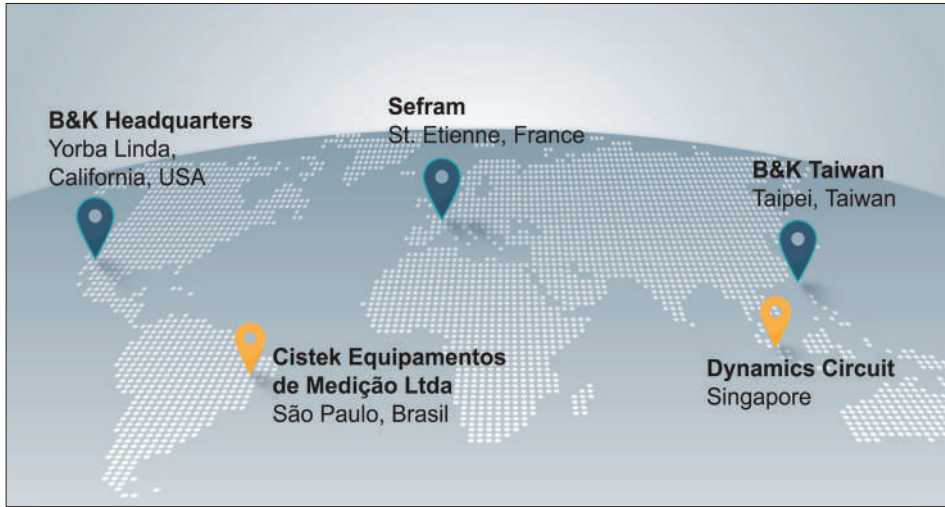 B&K Headquarters
Yorba Linda,
California, USA
Sefram
St. Etienne, France
B&K Taiwan
Taipei, Taiwan
Cistek Equipamentos
de Medição Ltda
São Paulo, Brasil
Dynamics Circuit
Singapore